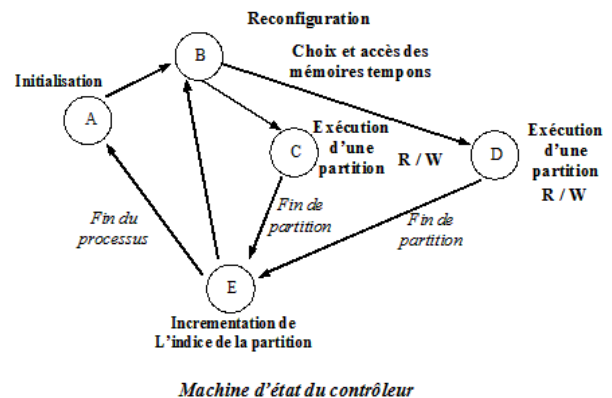 Reconfiguration
B
Choix et accès des
mémoires tempons
Initialisation
A
Exécution
d'une
partition
R / W
C
D
Exécution
d'une
partition
R / W
Fin du
processus
Fin de
partition
Fin de
partition
E
Incrementation de
L'indice de la partition
Machine d'état du contrôleur